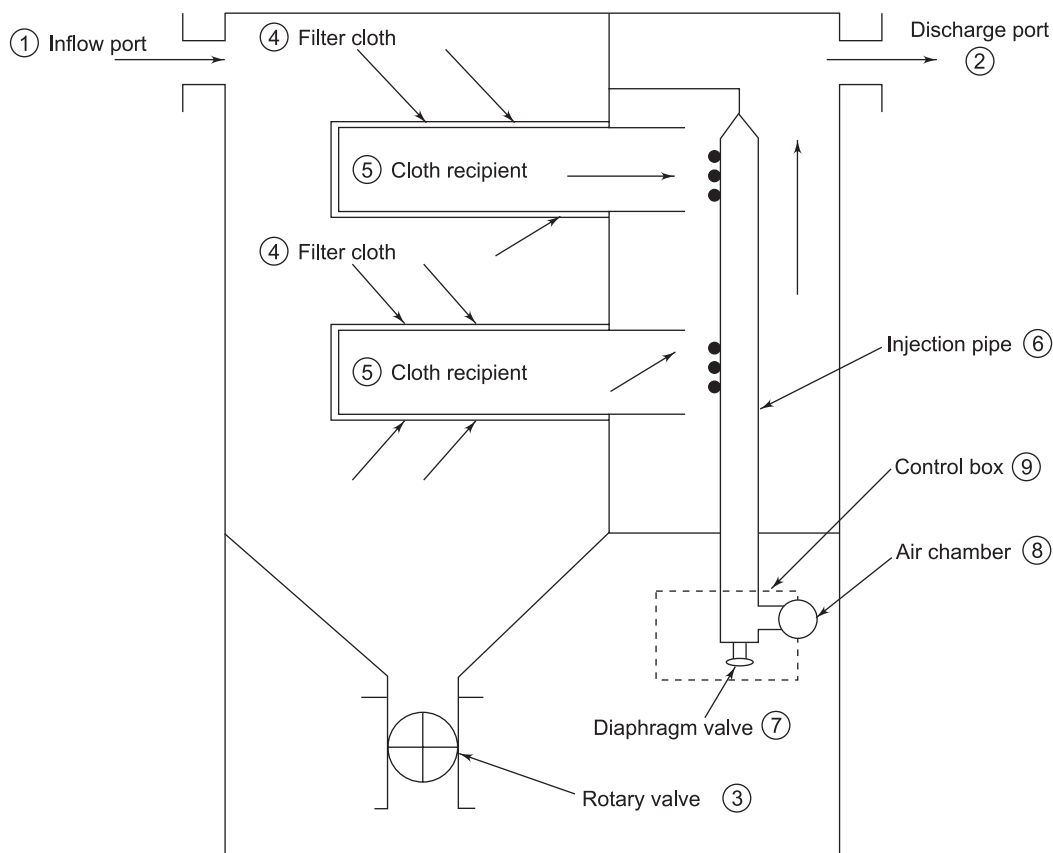 ① Inflow port
④ Filter cloth
Discharge port
②
⑤ Cloth recipient
④ Filter cloth
Injection pipe ⑥
⑤ Cloth recipient
Control box ⑨
Air chamber ⑧
Diaphragm valve ⑦
Rotary valve ③